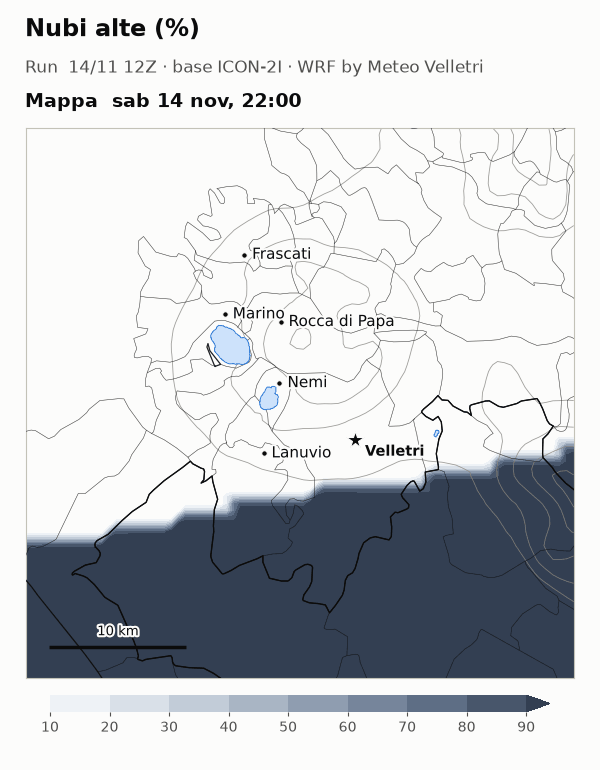 Nubi alte (%)
Run  14/11 12Z · base ICON-2I · WRF by Meteo Velletri
Mappa  sab 14 nov, 22:00
Frascati
Marino
Rocca di Papa
Nemi
Velletri
Lanuvio
10 km
10 20 30 40 50 60 70 80 90